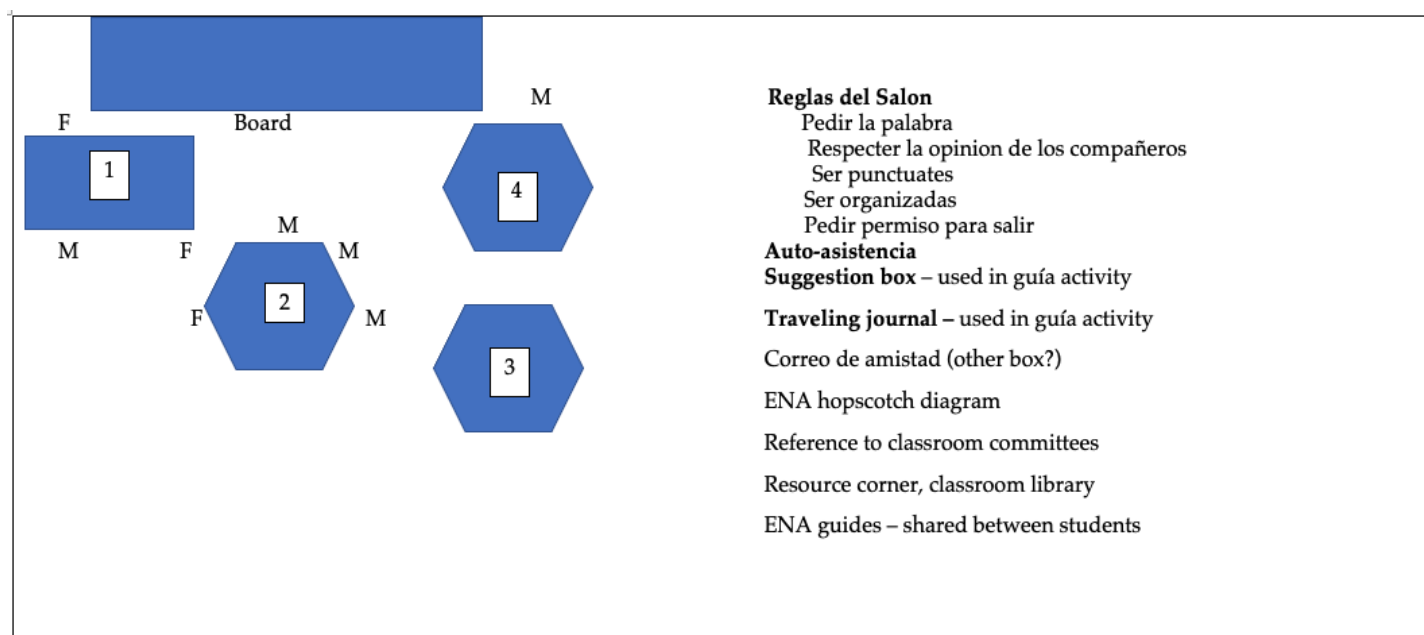 M
F
Board
1
4
M
F
M
M
2
F
M
3
Reglas del Salon
Pedir la palabra
Respecter la opinion de los compañeros
Ser punctuates
Ser organizadas
Pedir permiso para salir
Auto-asistencia
Suggestion box – used in guía activity
Traveling journal – used in guía activity
Correo de amistad (other box?)
ENA hopscotch diagram
Reference to classroom committees
Resource corner, classroom library
ENA guides – shared between students